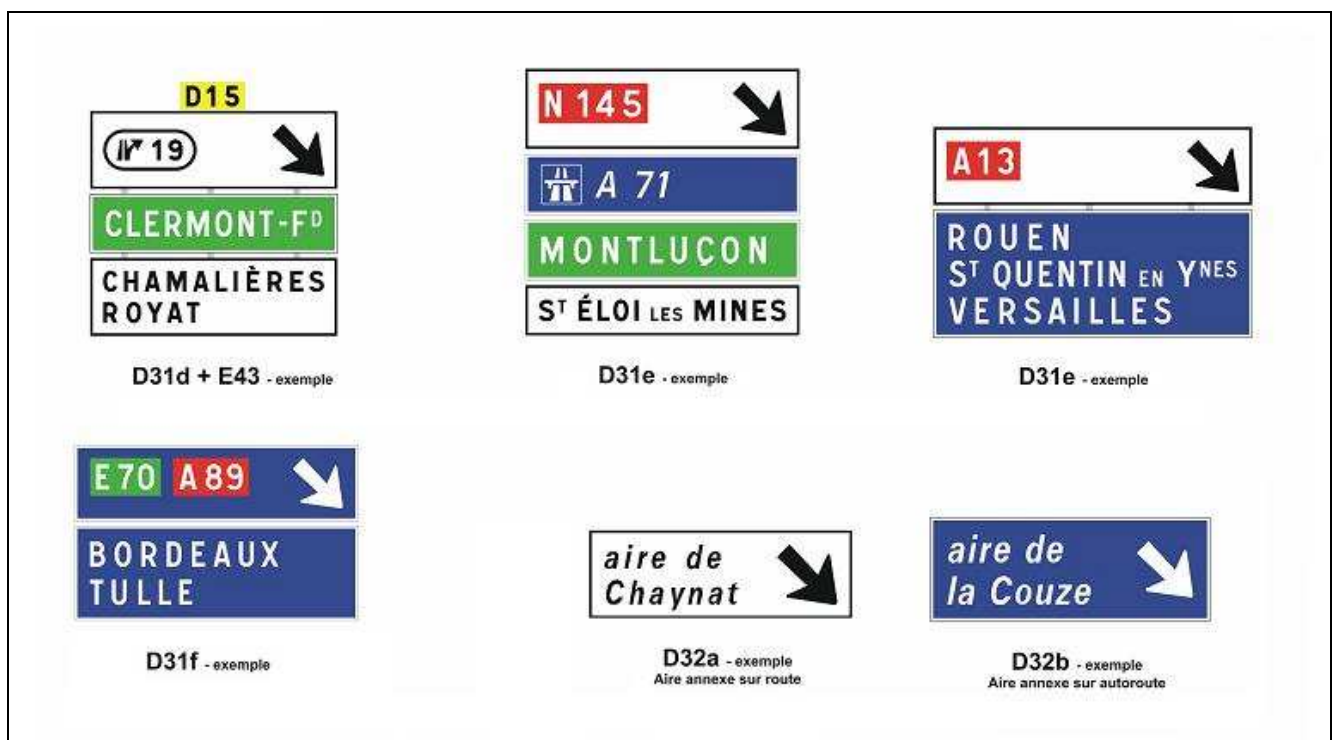 D15
19
CLERMONT-Fᴰ
CHAMALIÈRES
ROYAT
D31d + E43 - exemple
N 145
A 71
MONTLUÇON
Sᵀ ÉLOI LES MINES
D31e - exemple
A13
ROUEN
Sᵀ QUENTIN EN Yᴺᴱˢ
VERSAILLES
D31e - exemple
E 70 A 89
BORDEAUX
TULLE
D31f - exemple
aire de
Chaynat
D32a - exemple
Aire annexe sur route
aire de
la Couze
D32b - exemple
Aire annexe sur autoroute